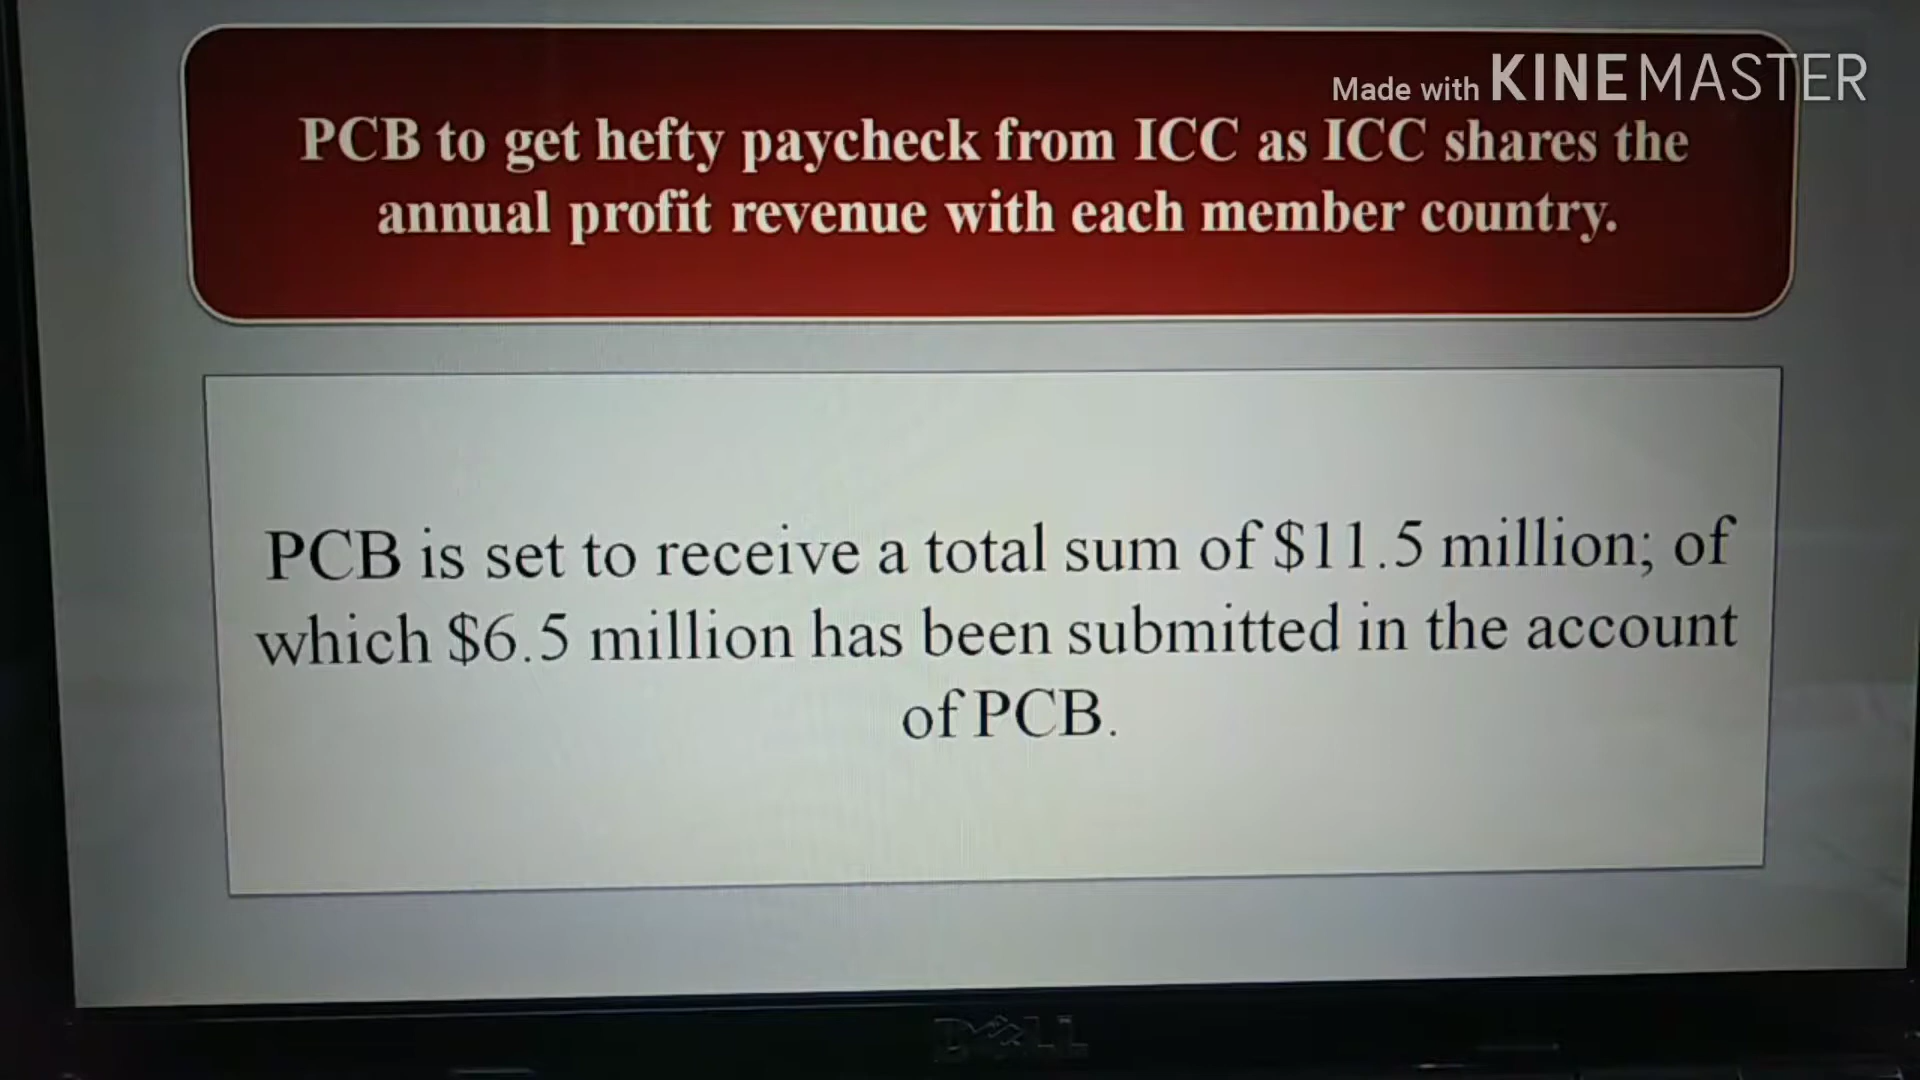 Made with KINEMASTER
PCB to get hefty paycheck from ICC as ICC shares the
annual profit revenue with each member country.
PCB is set to receive a total sum of $11.5 million; of
which $6.5 million has been submitted in the account
of PCB.
DELL